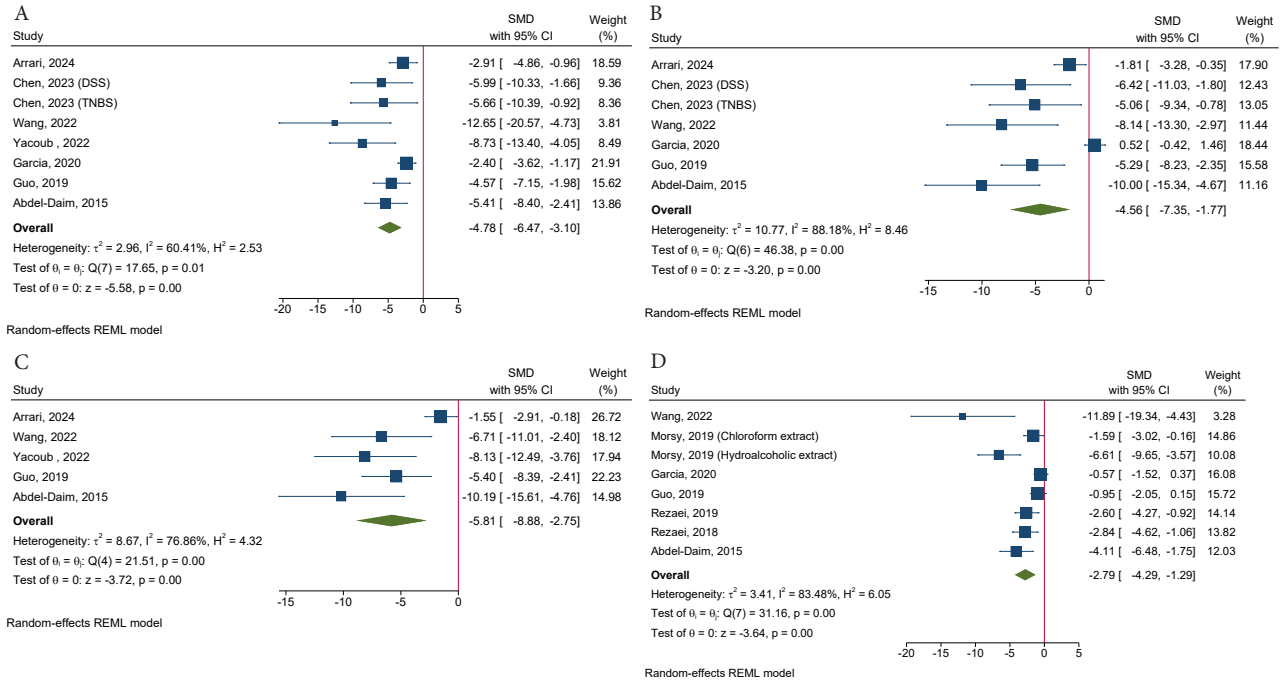 A
SMD Weight
Study with 95% CI (%)
Arrari, 2024 -2.91 [ -4.86, -0.96] 18.59
Chen, 2023 (DSS) -5.99 [ -10.33, -1.66] 9.36
Chen, 2023 (TNBS) -5.66 [ -10.39, -0.92] 8.36
Wang, 2022 -12.65 [ -20.57, -4.73] 3.81
Yacoub , 2022 -8.73 [ -13.40, -4.05] 8.49
Garcia, 2020 -2.40 [ -3.62, -1.17] 21.91
Guo, 2019 -4.57 [ -7.15, -1.98] 15.62
Abdel-Daim, 2015 -5.41 [ -8.40, -2.41] 13.86
Overall -4.78 [ -6.47, -3.10]
Heterogeneity: τ² = 2.96, I² = 60.41%, H² = 2.53
Test of θᵢ = θⱼ: Q(7) = 17.65, p = 0.01
Test of θ = 0: z = -5.58, p = 0.00
-20 -15 -10 -5 0 5
Random-effects REML model
B
SMD Weight
Study with 95% CI (%)
Arrari, 2024 -1.81 [ -3.28, -0.35] 17.90
Chen, 2023 (DSS) -6.42 [ -11.03, -1.80] 12.43
Chen, 2023 (TNBS) -5.06 [ -9.34, -0.78] 13.05
Wang, 2022 -8.14 [ -13.30, -2.97] 11.44
Garcia, 2020 0.52 [ -0.42, 1.46] 18.44
Guo, 2019 -5.29 [ -8.23, -2.35] 15.58
Abdel-Daim, 2015 -10.00 [ -15.34, -4.67] 11.16
Overall -4.56 [ -7.35, -1.77]
Heterogeneity: τ² = 10.77, I² = 88.18%, H² = 8.46
Test of θᵢ = θⱼ: Q(6) = 46.38, p = 0.00
Test of θ = 0: z = -3.20, p = 0.00
-15 -10 -5 0
Random-effects REML model
C
SMD Weight
Study with 95% CI (%)
Arrari, 2024 -1.55 [ -2.91, -0.18] 26.72
Wang, 2022 -6.71 [ -11.01, -2.40] 18.12
Yacoub , 2022 -8.13 [ -12.49, -3.76] 17.94
Guo, 2019 -5.40 [ -8.39, -2.41] 22.23
Abdel-Daim, 2015 -10.19 [ -15.61, -4.76] 14.98
Overall -5.81 [ -8.88, -2.75]
Heterogeneity: τ² = 8.67, I² = 76.86%, H² = 4.32
Test of θᵢ = θⱼ: Q(4) = 21.51, p = 0.00
Test of θ = 0: z = -3.72, p = 0.00
-15 -10 -5 0
Random-effects REML model
D
SMD Weight
Study with 95% CI (%)
Wang, 2022 -11.89 [ -19.34, -4.43] 3.28
Morsy, 2019 (Chloroform extract) -1.59 [ -3.02, -0.16] 14.86
Morsy, 2019 (Hydroalcoholic extract) -6.61 [ -9.65, -3.57] 10.08
Garcia, 2020 -0.57 [ -1.52, 0.37] 16.08
Guo, 2019 -0.95 [ -2.05, 0.15] 15.72
Rezaei, 2019 -2.60 [ -4.27, -0.92] 14.14
Rezaei, 2018 -2.84 [ -4.62, -1.06] 13.82
Abdel-Daim, 2015 -4.11 [ -6.48, -1.75] 12.03
Overall -2.79 [ -4.29, -1.29]
Heterogeneity: τ² = 3.41, I² = 83.48%, H² = 6.05
Test of θᵢ = θⱼ: Q(7) = 31.16, p = 0.00
Test of θ = 0: z = -3.64, p = 0.00
-20 -15 -10 -5 0 5
Random-effects REML model